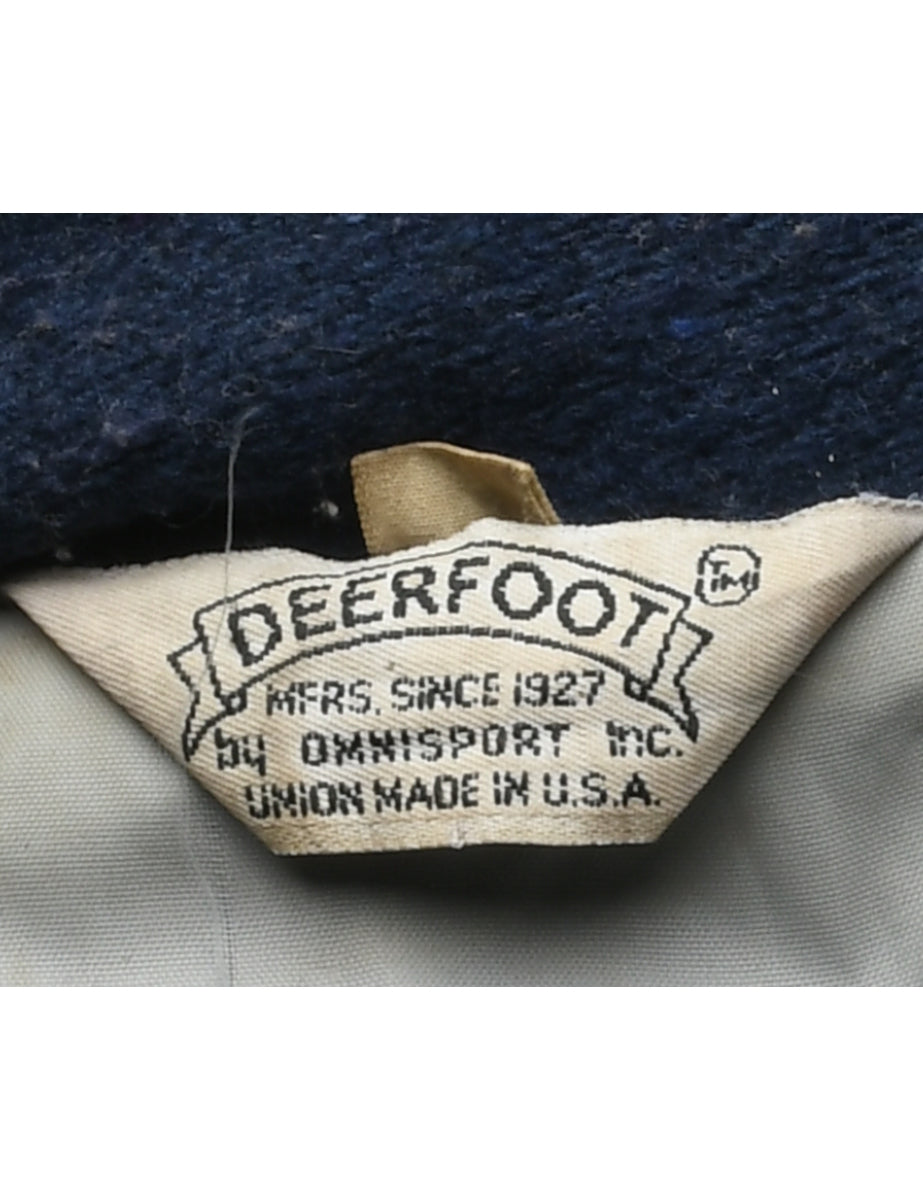 DEERFOOT TM
MFRS. SINCE 1927
by OMNISPORT Inc.
UNION MADE IN U.S.A.